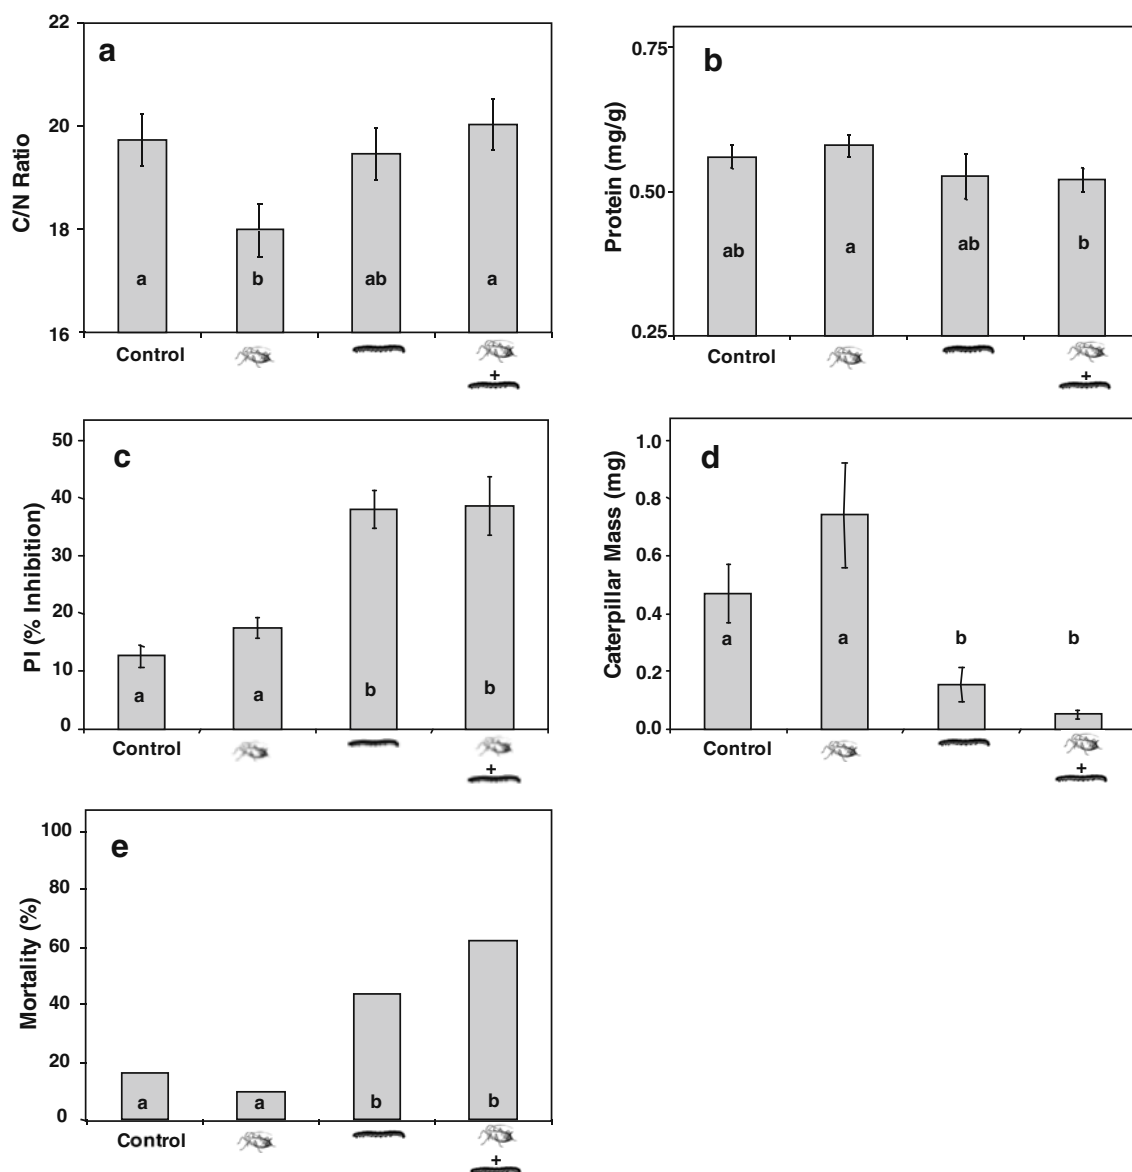 a
C/N Ratio
22
20
18
16
a
b
ab
a
Control
+
b
Protein (mg/g)
0.75
0.50
0.25
ab
a
ab
b
Control
+
c
PI (% Inhibition)
50
40
30
20
10
0
a
a
b
b
Control
+
d
Caterpillar Mass (mg)
1.0
0.8
0.6
0.4
0.2
0.0
a
a
b
b
Control
+
e
Mortality (%)
100
80
60
40
20
0
a
a
b
b
Control
+